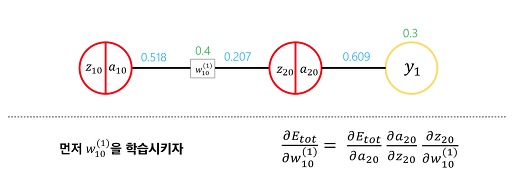 0.3
0.518 0.4 0.207 0.609
z₁₀ a₁₀ w₁₀⁽¹⁾ z₂₀ a₂₀ y₁
먼저 w₁₀⁽¹⁾을 학습시키자
∂Eₜₒₜ/∂w₁₀⁽¹⁾ = ∂Eₜₒₜ/∂a₂₀ ∂a₂₀/∂z₂₀ ∂z₂₀/∂w₁₀⁽¹⁾